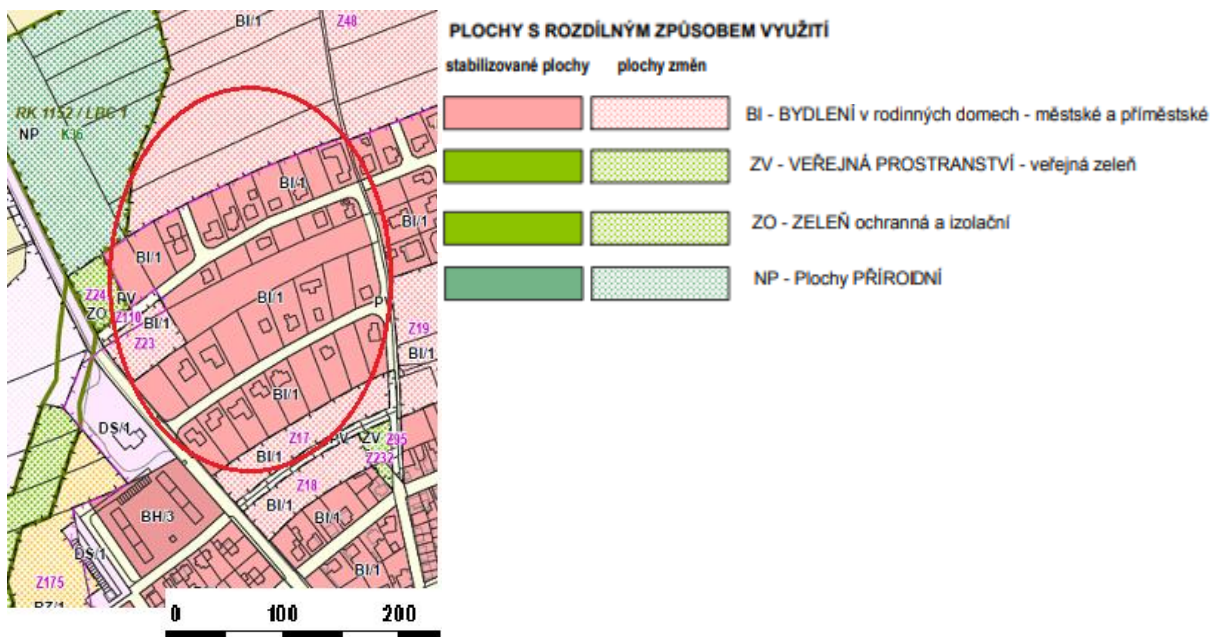 BI/1
Z48
RK 1152 / LBC 1
NP K36
BI/1
BI/1
BI/1
Z24 PV
ZO Z110
BI/1
Z23
BI/1
PV
Z19
BI/1
BI/1
DS/1
Z17 PV ZV Z95
BI/1 Z232
Z18
BI/1
BI/1
BH/3
DS/1
BI/1
Z175
RZ/1
0 100 200
PLOCHY S ROZDÍLNÝM ZPŮSOBEM VYUŽITÍ
stabilizované plochy plochy změn
BI - BYDLENÍ v rodinných domech - městské a příměstské
ZV - VEŘEJNÁ PROSTRANSTVÍ - veřejná zeleň
ZO - ZELEŇ ochranná a izolační
NP - Plochy PŘÍRODNÍ